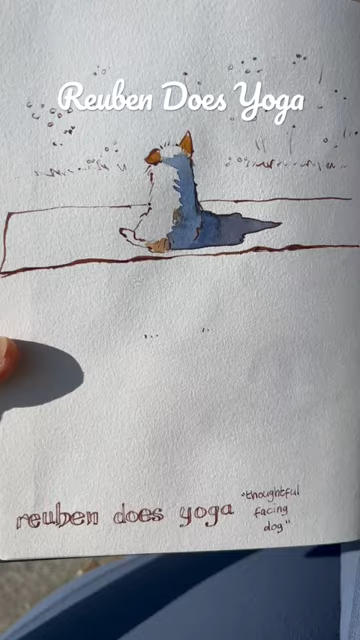 Reuben Does Yoga
reuben does yoga
"thoughtful
facing
dog"